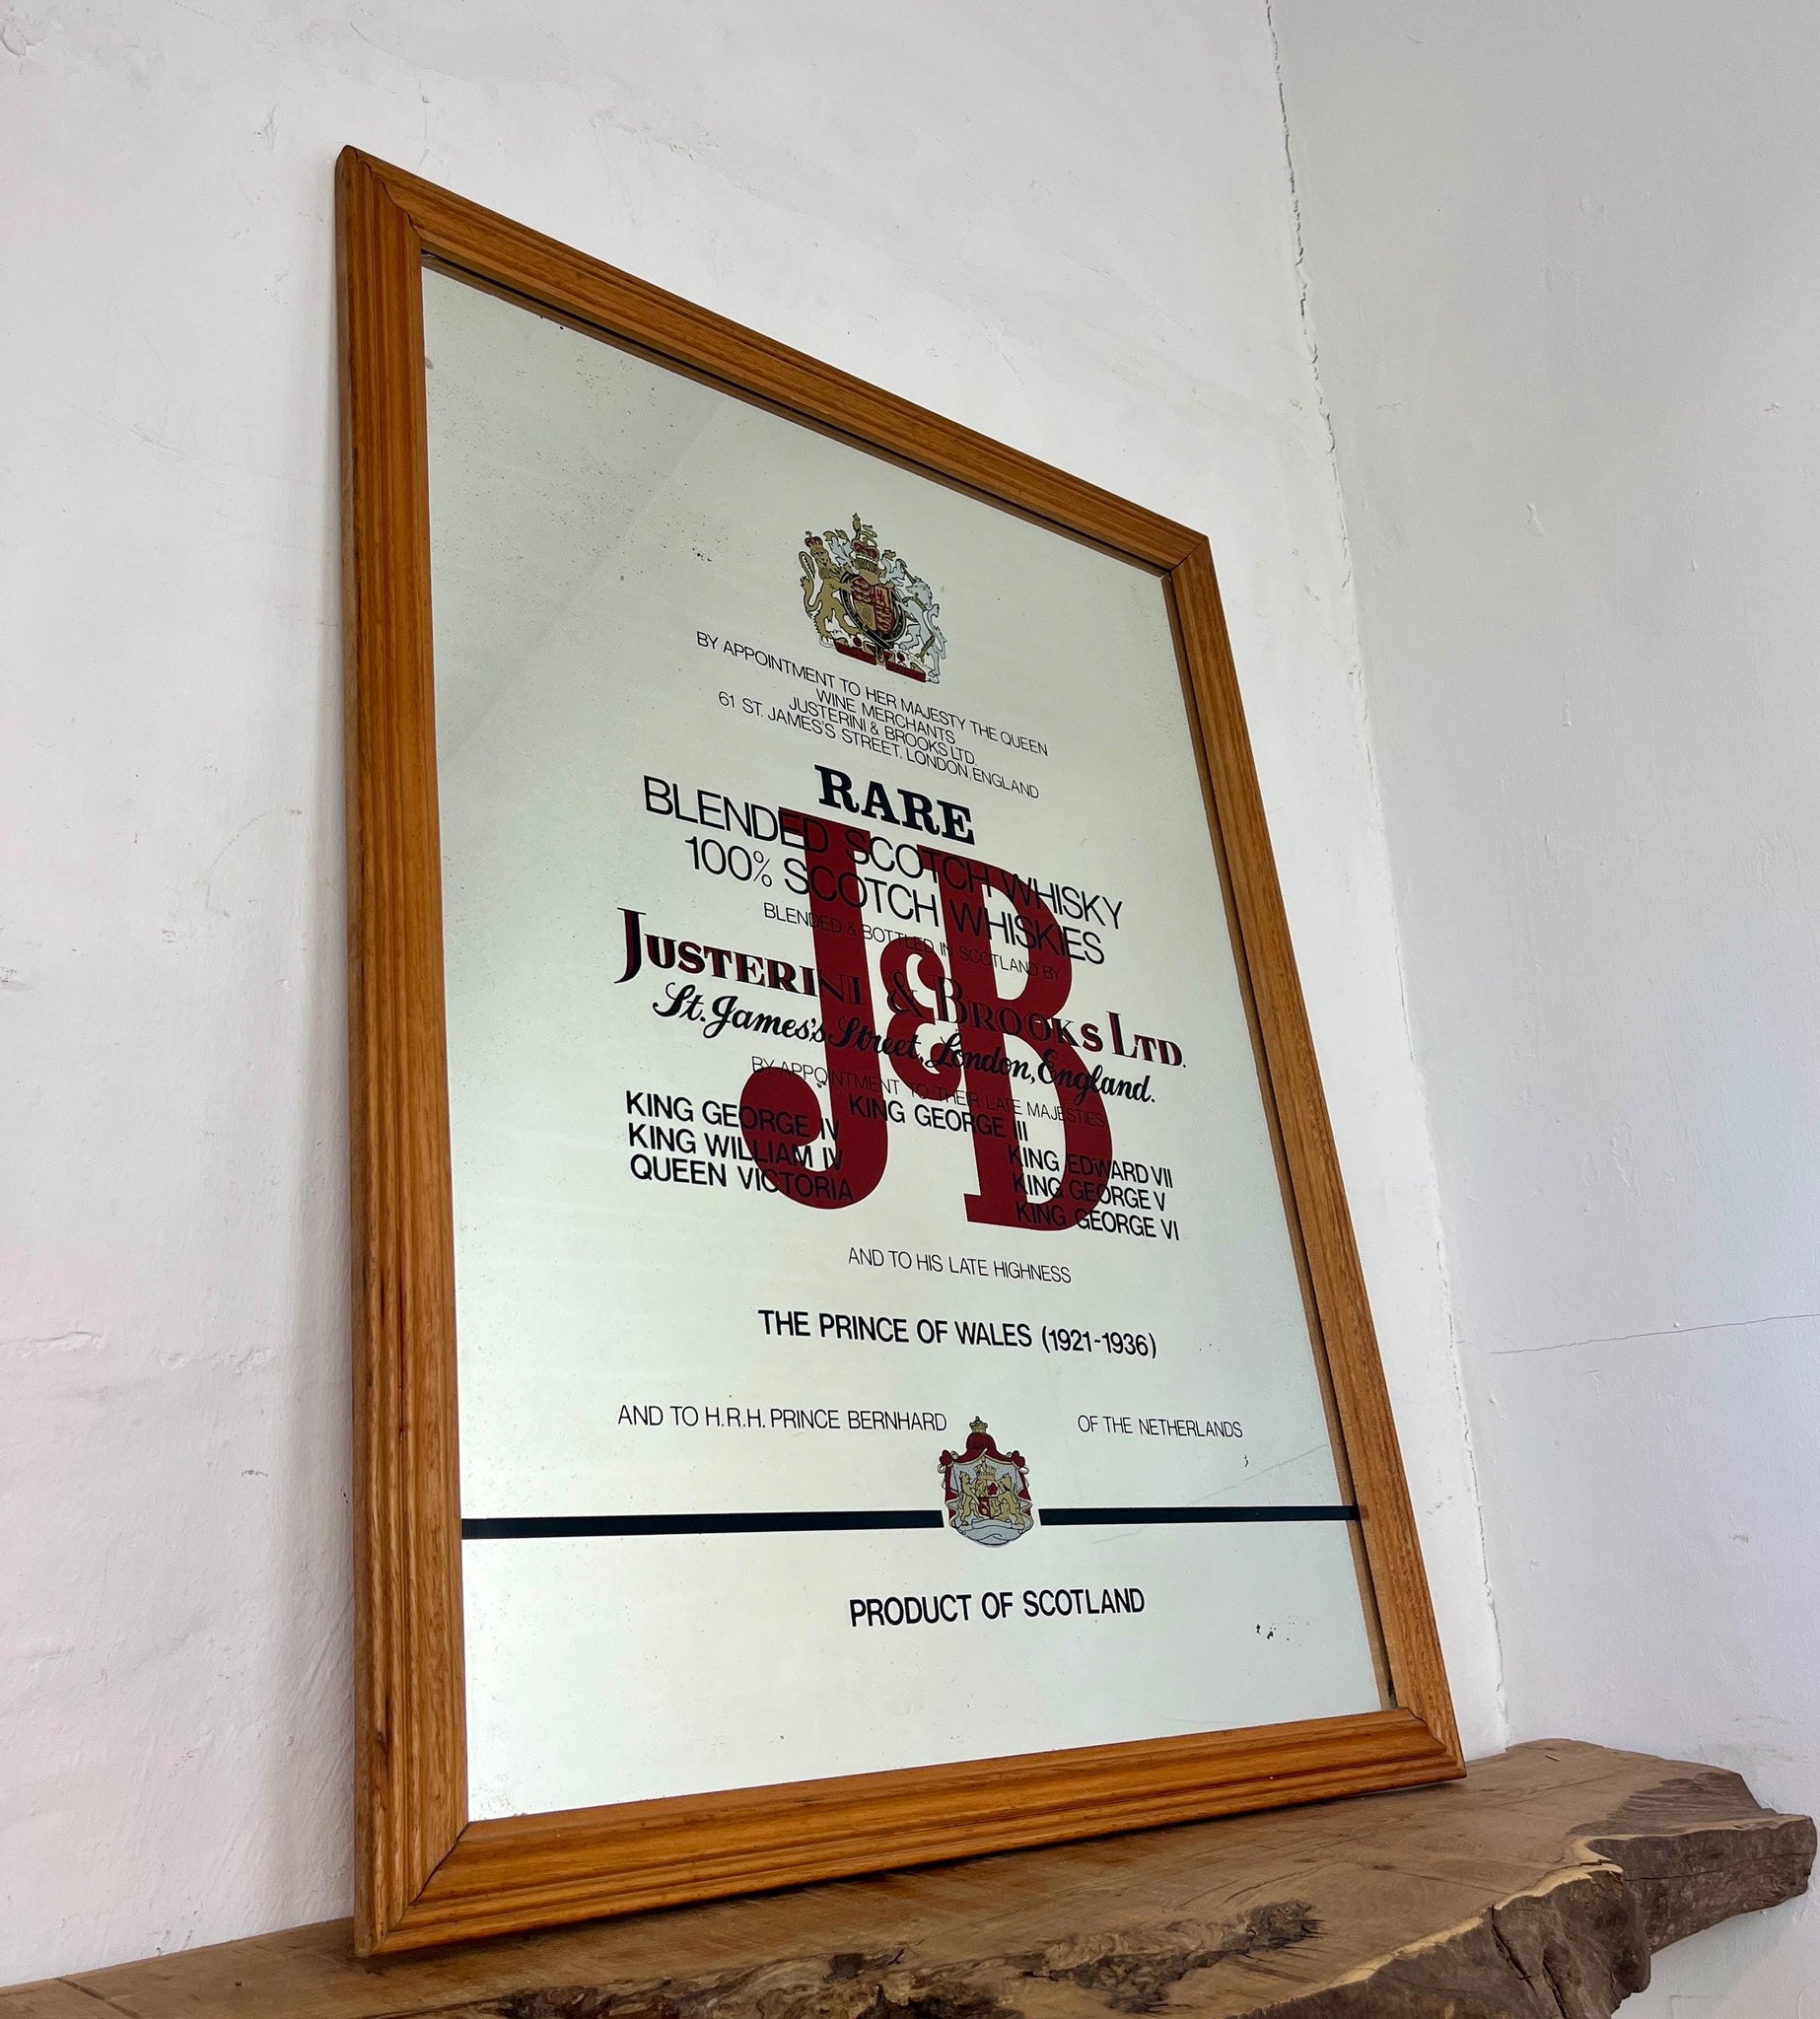 BY APPOINTMENT TO HER MAJESTY THE QUEEN
WINE MERCHANTS
JUSTERINI & BROOKS LTD
61 ST. JAMES'S STREET, LONDON, ENGLAND
RARE
BLENDED SCOTCH WHISKY
100% SCOTCH WHISKIES
J&B
BLENDED & BOTTLED IN SCOTLAND BY
JUSTERINI & BROOKS LTD.
St. James's Street, London, England.
BY APPOINTMENT TO THEIR LATE MAJESTIES
KING GEORGE III
KING GEORGE IV
KING WILLIAM IV
QUEEN VICTORIA
KING EDWARD VII
KING GEORGE V
KING GEORGE VI
AND TO HIS LATE HIGHNESS
THE PRINCE OF WALES (1921-1936)
AND TO H.R.H. PRINCE BERNHARD OF THE NETHERLANDS
PRODUCT OF SCOTLAND